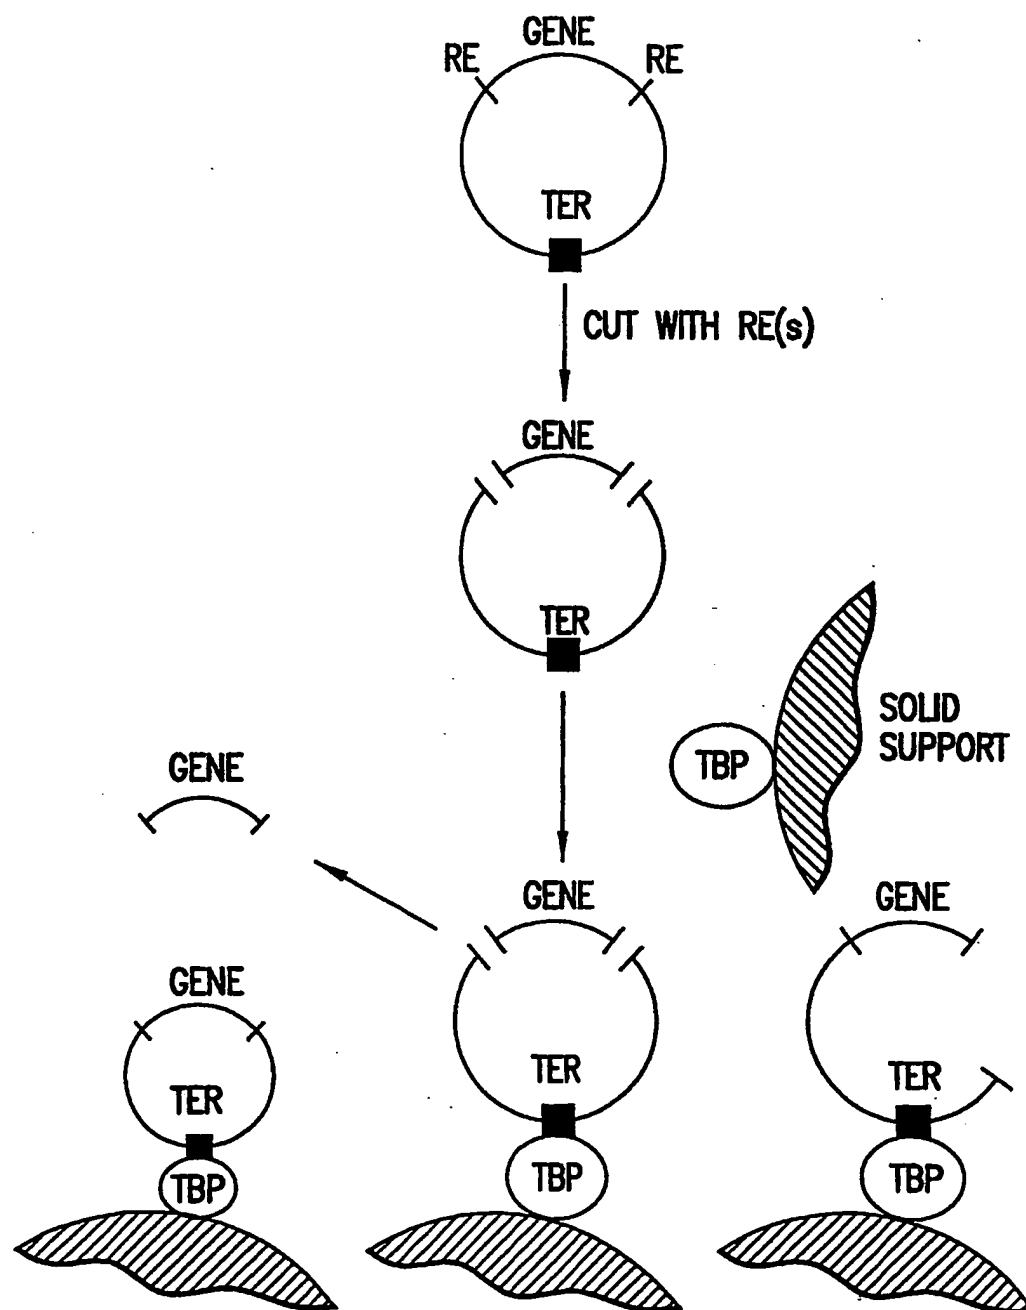 GENE
RE
RE
TER
CUT WITH RE(s)
GENE
TER
SOLID
SUPPORT
TBP
GENE
GENE
GENE
GENE
TER
TER
TER
TBP
TBP
TBP